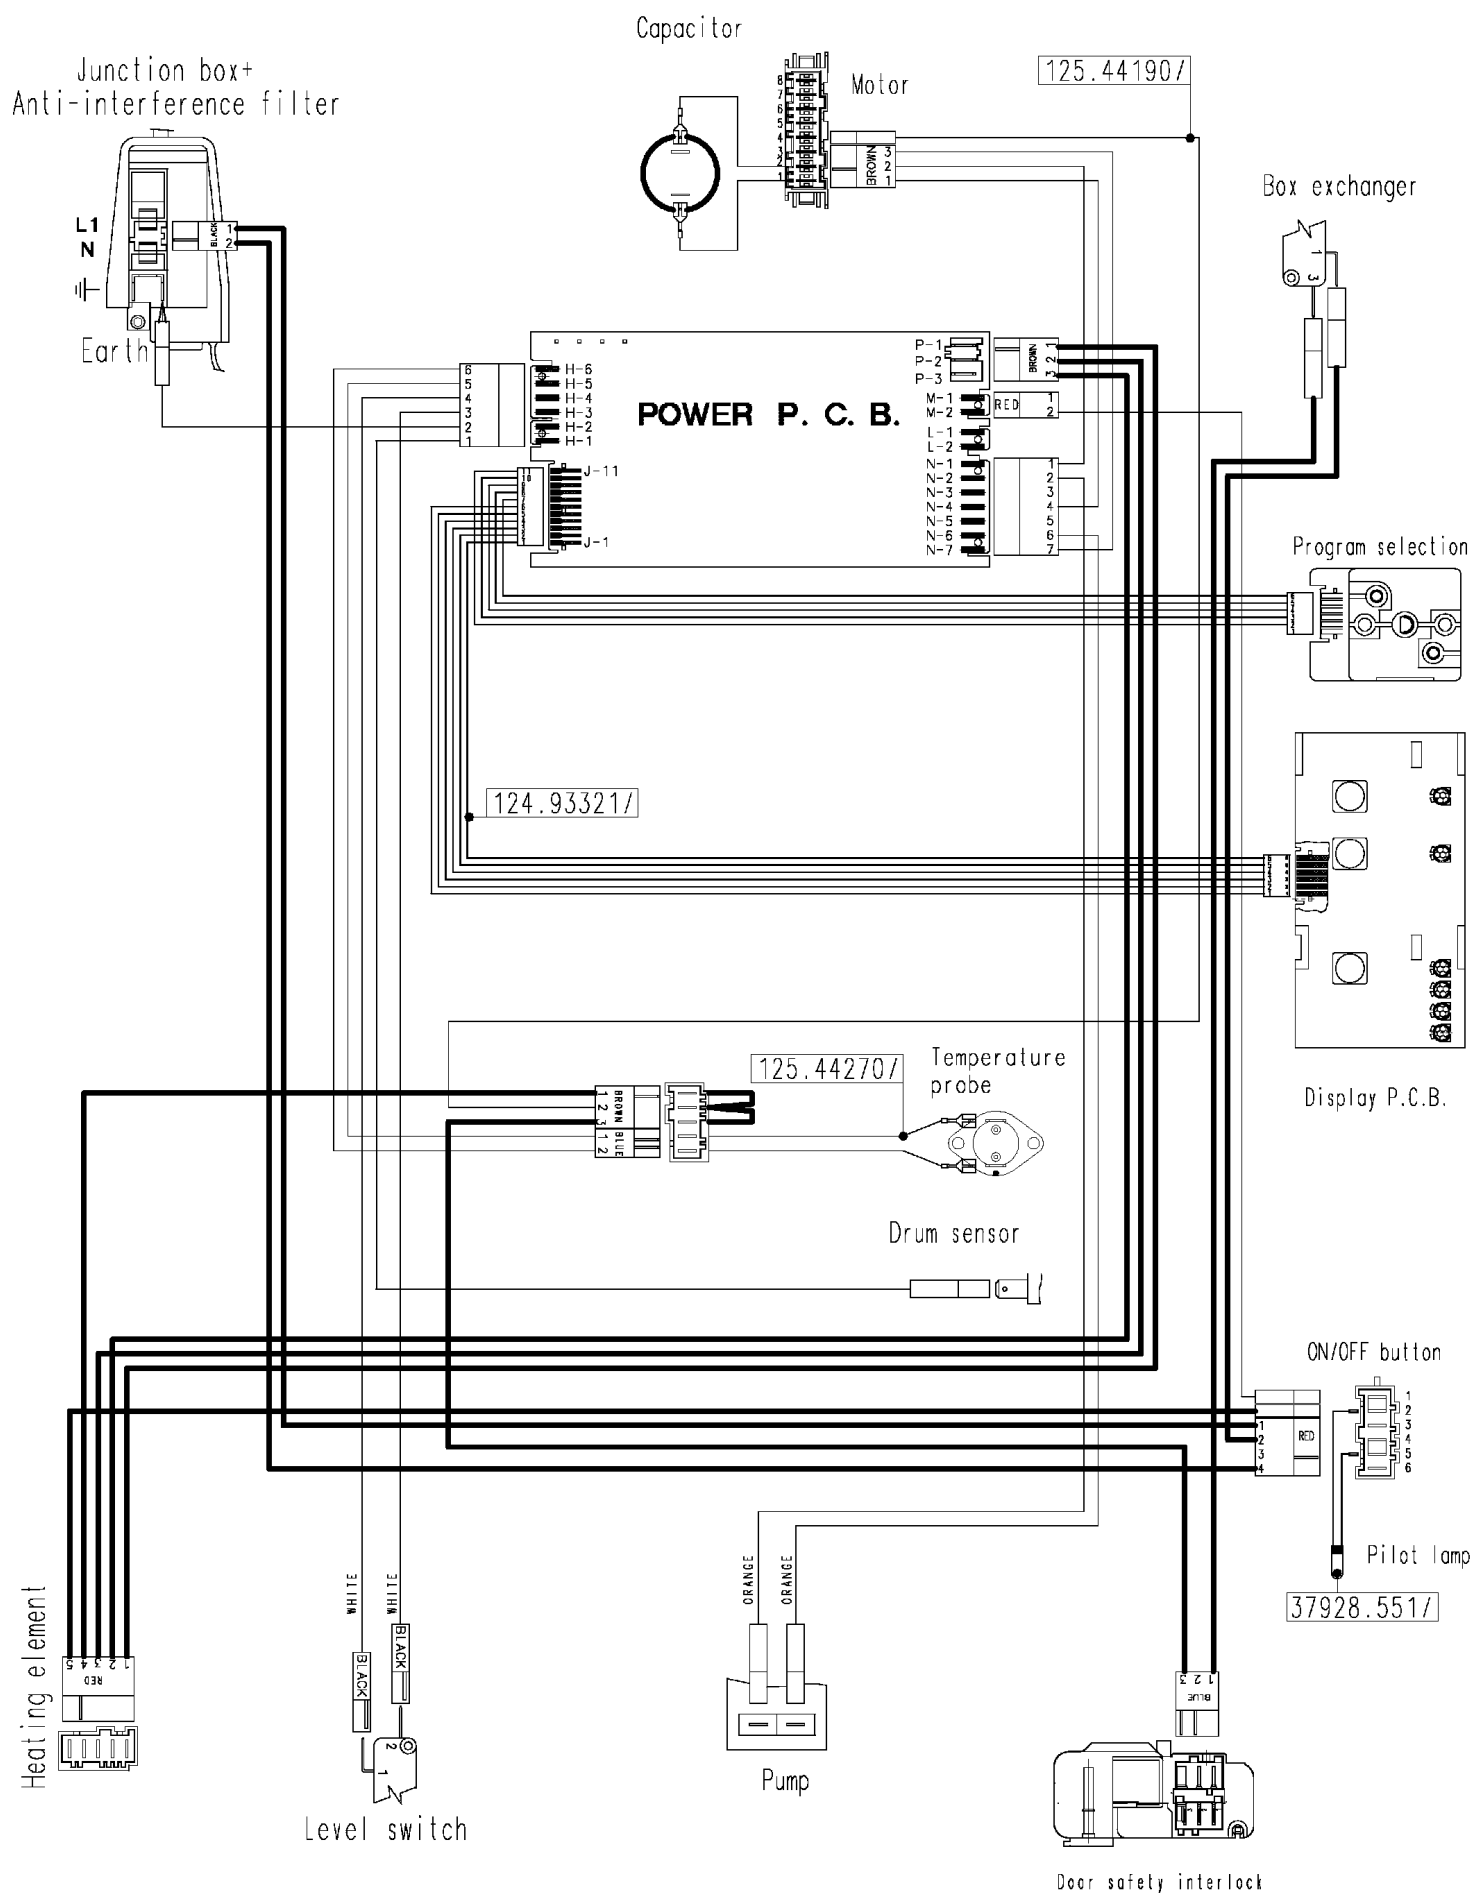 Capacitor
Motor
125.44190/
Junction box+
Anti-interference filter
8
7
6
5
4
3
2
1
BROWN
3
2
1
Box exchanger
1
3
L1
N
BLACK
1
2
Earth
POWER P. C. B.
6
5
4
3
2
1
H-6
H-5
H-4
H-3
H-2
H-1
J-11
J-1
P-1
P-2
P-3
M-1
M-2
L-1
L-2
N-1
N-2
N-3
N-4
N-5
N-6
N-7
BROWN
1
2
3
RED
1
2
1
2
3
4
5
6
7
Program selection
124.93321/
Display P.C.B.
125.44270/
Temperature
probe
1
2
3
BROWN
1
2
BLUE
Drum sensor
ON/OFF button
1
2
3
4
RED
1
2
3
4
5
6
Pilot lamp
37928.551/
Heating element
5
4
3
2
1
RED
WHITE
WHITE
BLACK
BLACK
2
1
Level switch
ORANGE
ORANGE
Pump
3
2
1
BLUE
Door safety interlock